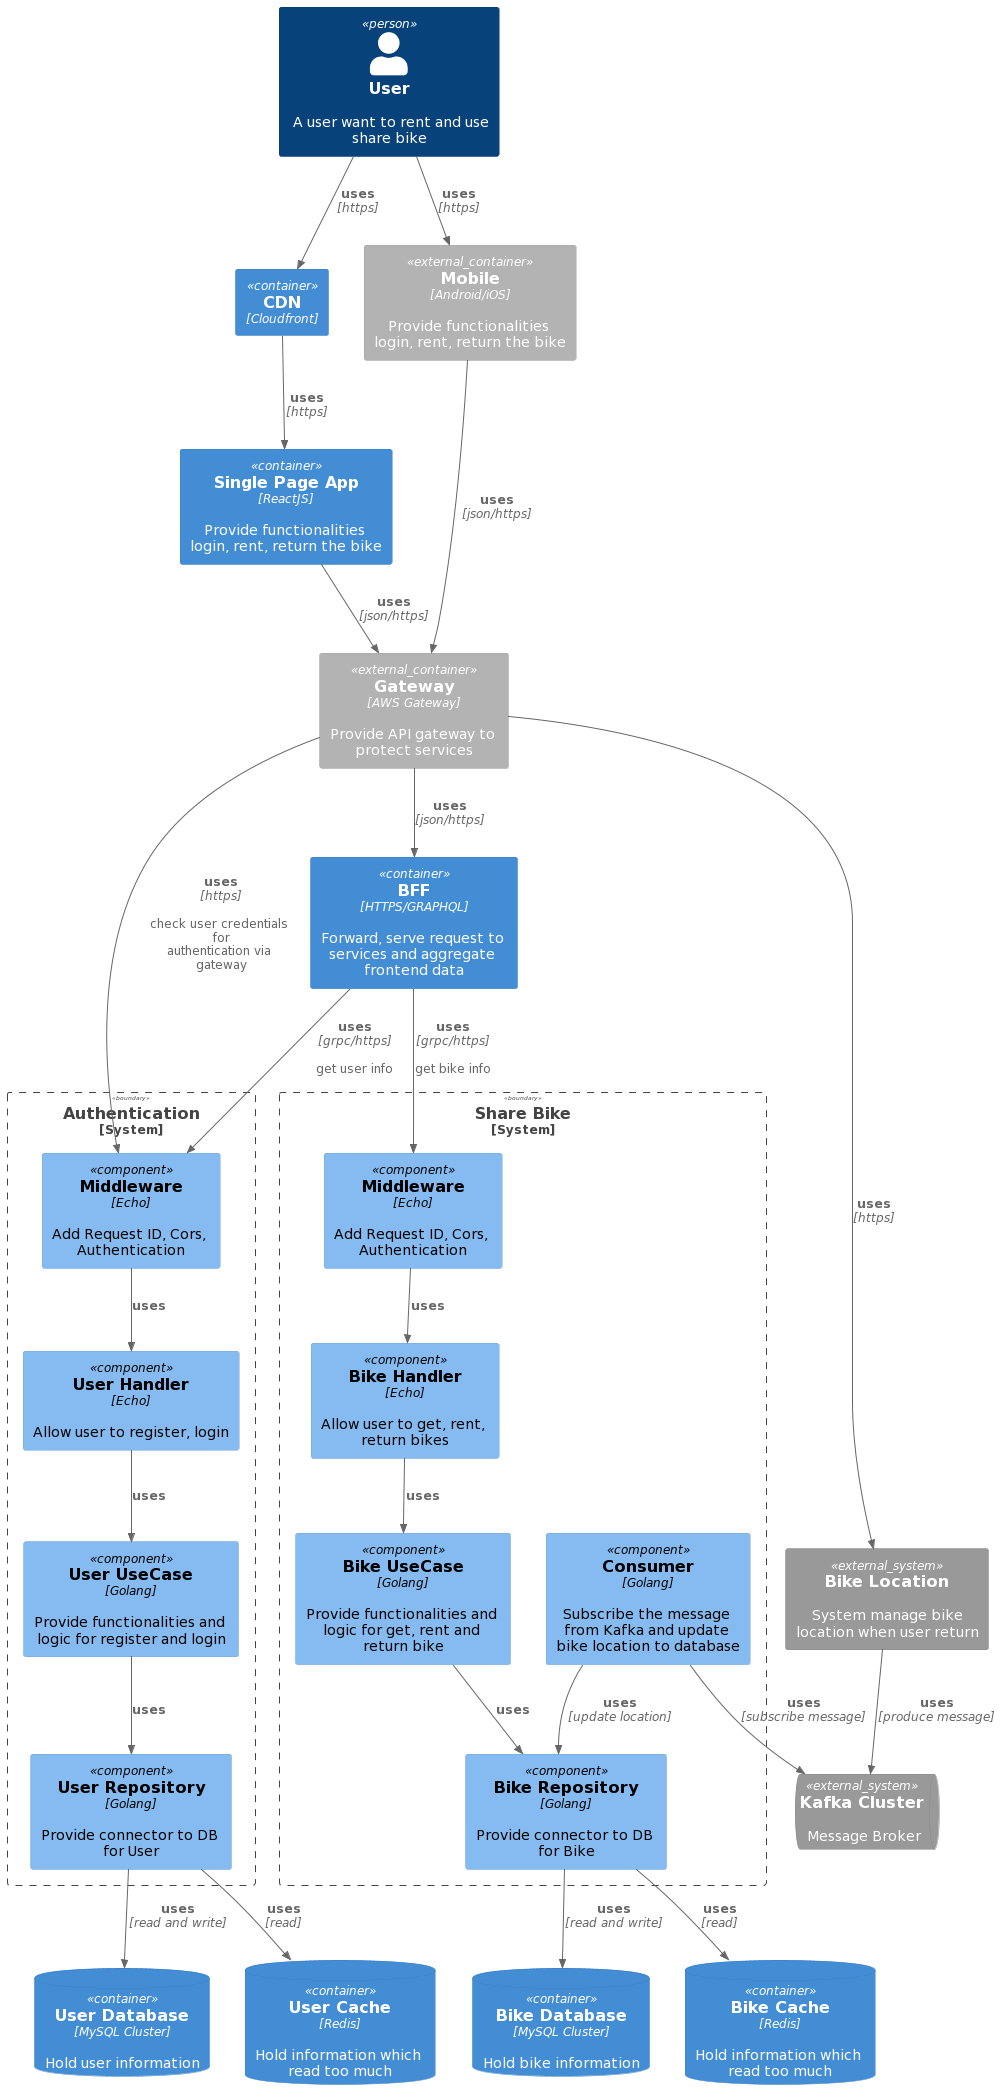 «person»
User
A user want to rent and use
share bike
uses
[https]
uses
[https]
«external_container»
Mobile
[Android/iOS]
Provide functionalities
login, rent, return the bike
«container»
CDN
[Cloudfront]
uses
[https]
«container»
Single Page App
[ReactJS]
Provide functionalities
login, rent, return the bike
uses
[json/https]
uses
[json/https]
«external_container»
Gateway
[AWS Gateway]
Provide API gateway to
protect services
uses
[json/https]
uses
[https]
check user credentials
for
authentication via
gateway
«container»
BFF
[HTTPS/GRAPHQL]
Forward, serve request to
services and aggregate
frontend data
uses
[grpc/https]
get user info
uses
[grpc/https]
get bike info
«boundary»
Authentication
[System]
«boundary»
Share Bike
[System]
«component»
Middleware
[Echo]
Add Request ID, Cors,
Authentication
«component»
Middleware
[Echo]
Add Request ID, Cors,
Authentication
uses
[https]
uses
uses
«component»
User Handler
[Echo]
Allow user to register, login
«component»
Bike Handler
[Echo]
Allow user to get, rent,
return bikes
uses
uses
«component»
User UseCase
[Golang]
Provide functionalities and
logic for register and login
«component»
Bike UseCase
[Golang]
Provide functionalities and
logic for get, rent and
return bike
«component»
Consumer
[Golang]
Subscribe the message
from Kafka and update
bike location to database
«external_system»
Bike Location
System manage bike
location when user return
uses
uses
uses
[update location]
uses
[subscribe message]
uses
[produce message]
«component»
User Repository
[Golang]
Provide connector to DB
for User
«component»
Bike Repository
[Golang]
Provide connector to DB
for Bike
«external_system»
Kafka Cluster
Message Broker
uses
[read and write]
uses
[read]
uses
[read and write]
uses
[read]
«container»
User Database
[MySQL Cluster]
Hold user information
«container»
User Cache
[Redis]
Hold information which
read too much
«container»
Bike Database
[MySQL Cluster]
Hold bike information
«container»
Bike Cache
[Redis]
Hold information which
read too much